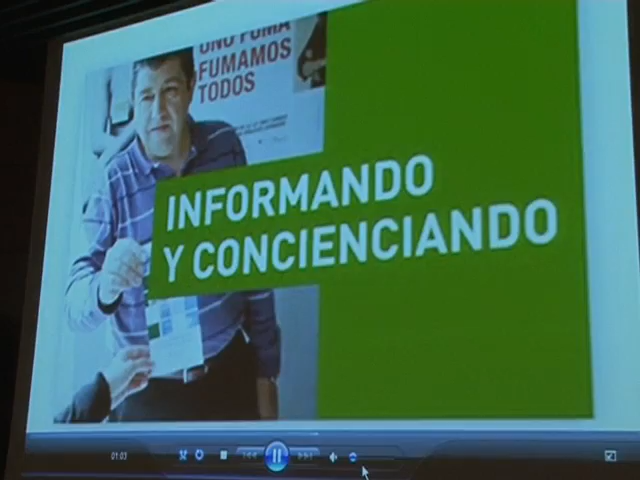 UNO FUMA
FUMAMOS
TODOS
INFORMANDO
Y CONCIENCIANDO
01:03